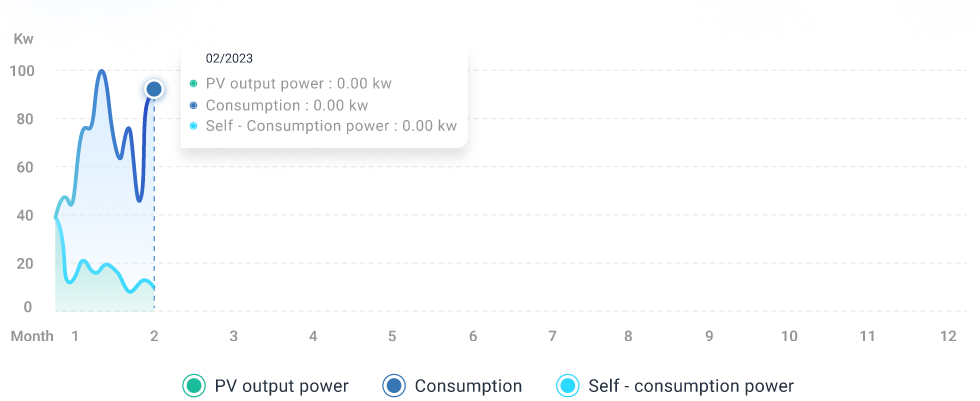 Kw
100
80
60
40
20
0
02/2023
PV output power : 0.00 kw
Consumption : 0.00 kw
Self - Consumption power : 0.00 kw
Month 1 2 3 4 5 6 7 8 9 10 11 12
PV output power Consumption Self - consumption power